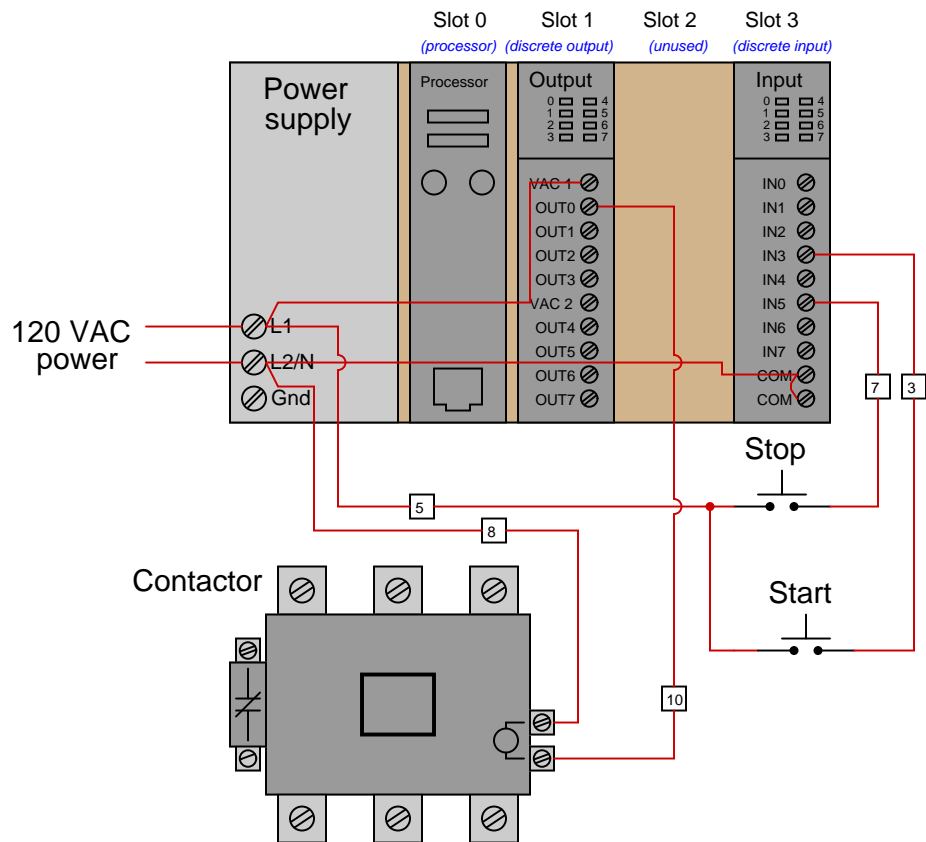 Slot 0 Slot 1 Slot 2 Slot 3
(processor) (discrete output) (unused) (discrete input)
Power
supply
Processor
Output
0 4
1 5
2 6
3 7
Input
0 4
1 5
2 6
3 7
VAC 1
OUT0
OUT1
OUT2
OUT3
VAC 2
OUT4
OUT5
OUT6
OUT7
IN0
IN1
IN2
IN3
IN4
IN5
IN6
IN7
COM
COM
120 VAC
power
L1
L2/N
Gnd
7 3
Stop
5
8
Contactor
Start
10